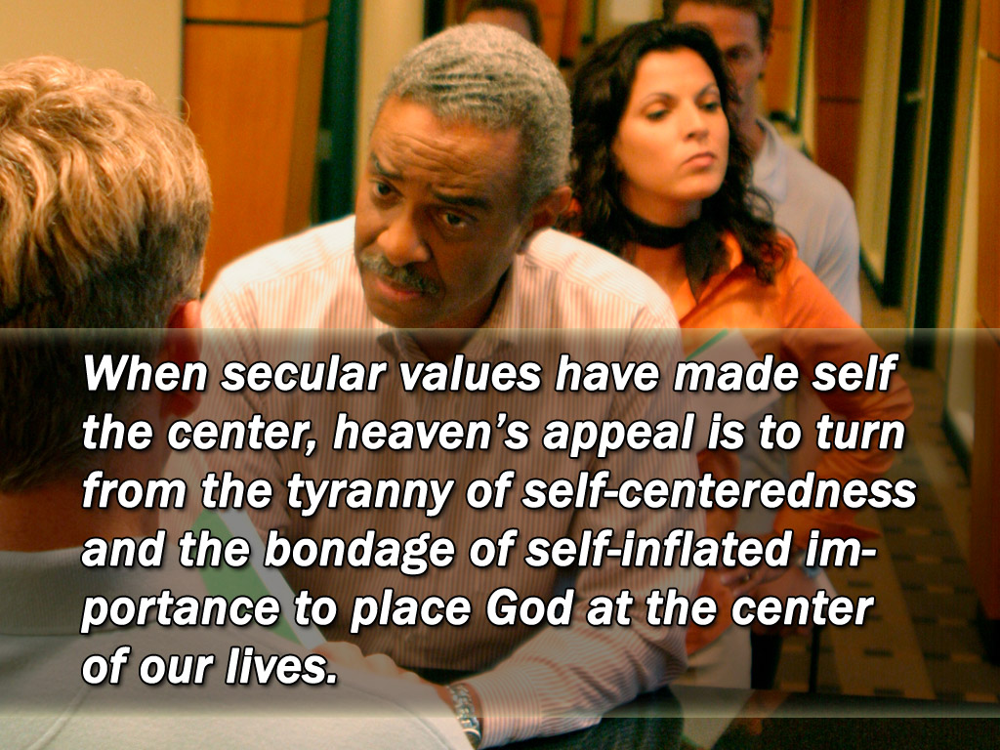 When secular values have made self
the center, heaven’s appeal is to turn
from the tyranny of self-centeredness
and the bondage of self-inflated im-
portance to place God at the center
of our lives.